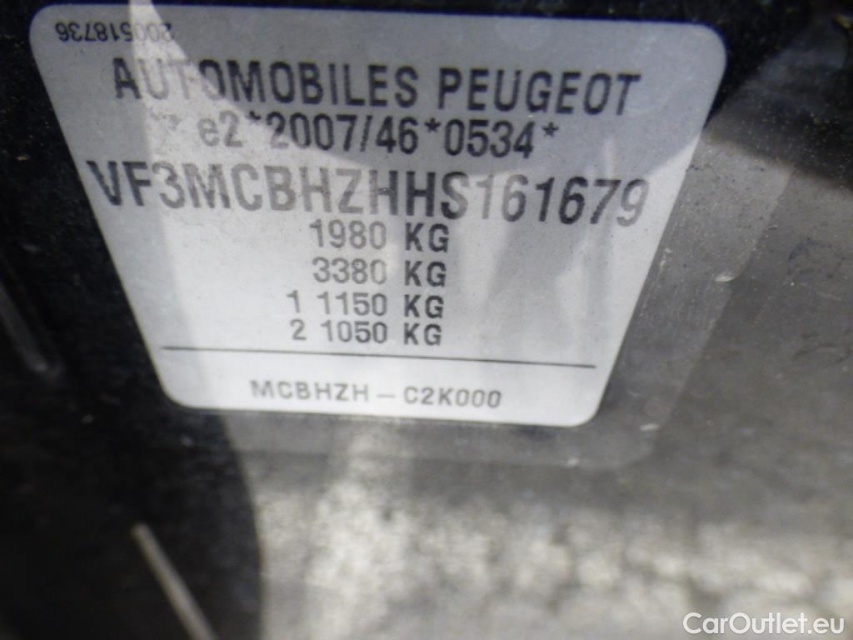 200518736
AUTOMOBILES PEUGEOT
* e2*2007/46*0534*
VF3MCBHZHHS161679
1980 KG
3380 KG
1 1150 KG
2 1050 KG
MCBHZH - C2K000
CarOutlet.eu